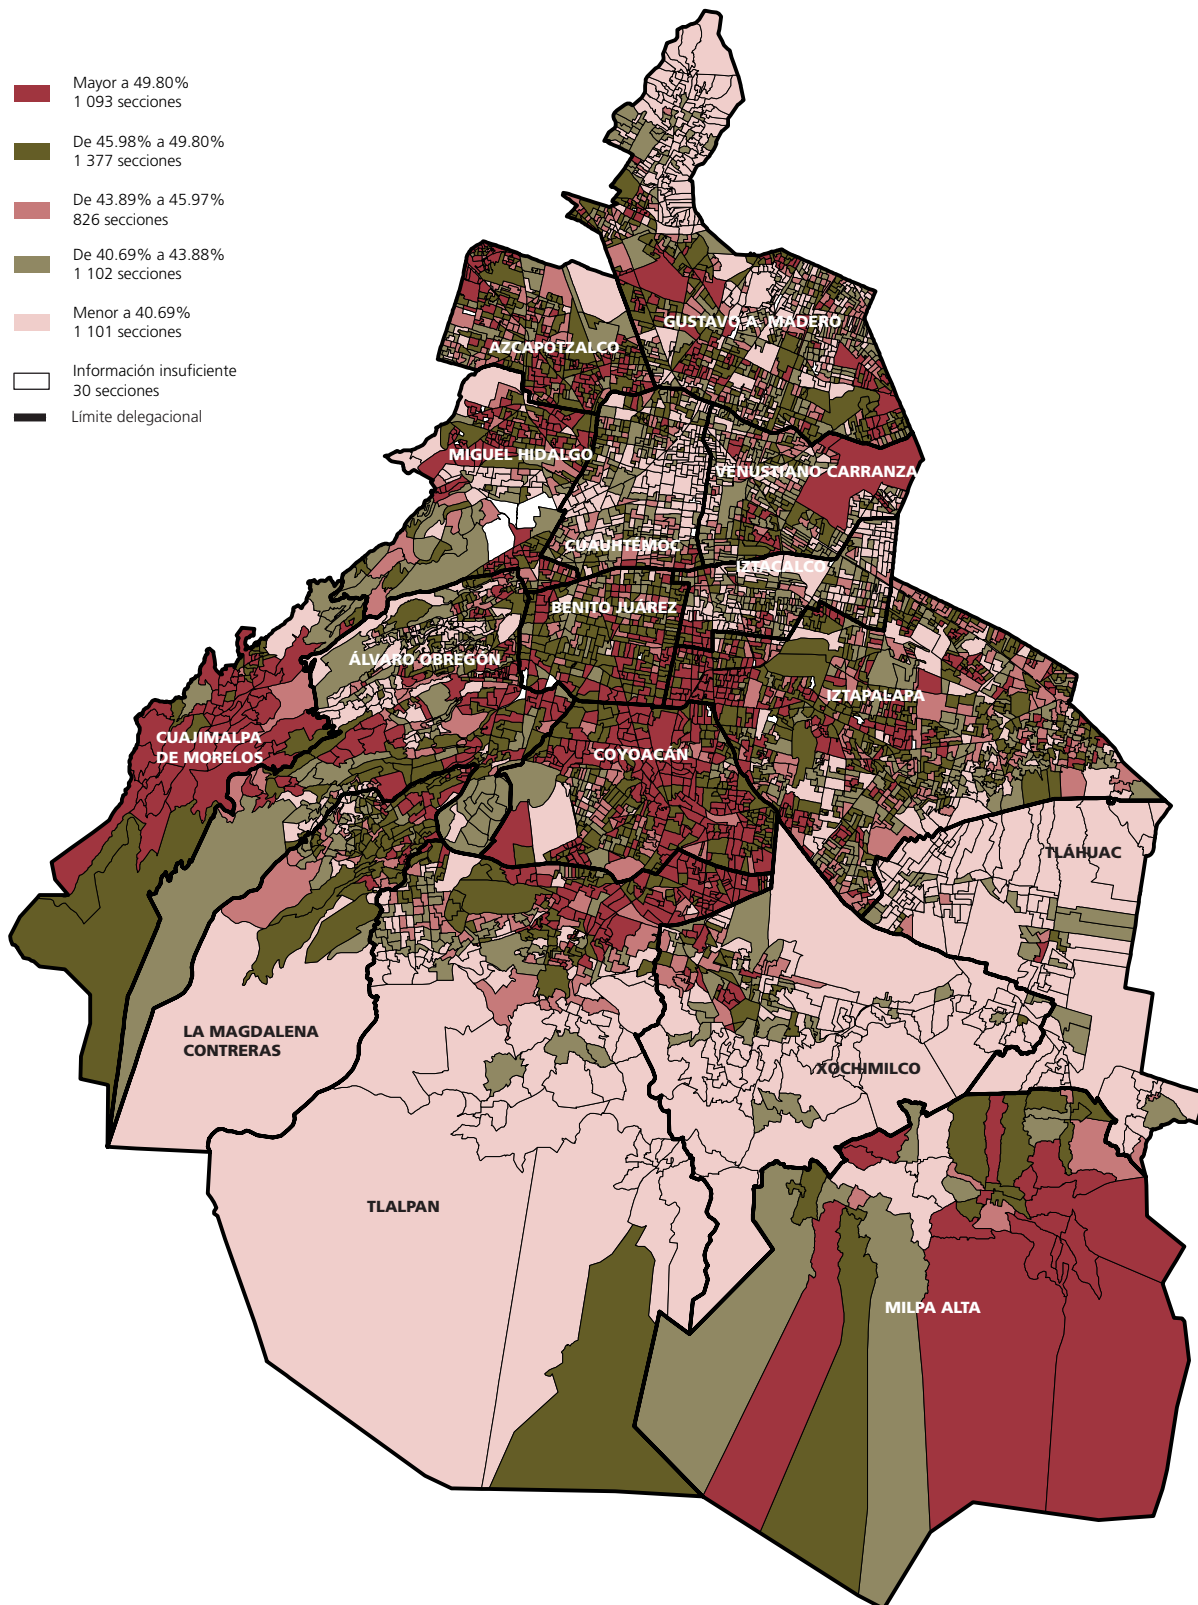 Mayor a 49.80%
1 093 secciones
De 45.98% a 49.80%
1 377 secciones
De 43.89% a 45.97%
826 secciones
De 40.69% a 43.88%
1 102 secciones
Menor a 40.69%
1 101 secciones
Información insuficiente
30 secciones
Límite delegacional
GUSTAVO A. MADERO
AZCAPOTZALCO
MIGUEL HIDALGO
VENUSTIANO CARRANZA
CUAUHTÉMOC
IZTACALCO
BENITO JUÁREZ
ÁLVARO OBREGÓN
IZTAPALAPA
CUAJIMALPA
DE MORELOS
COYOACÁN
TLÁHUAC
LA MAGDALENA
CONTRERAS
XOCHIMILCO
TLALPAN
MILPA ALTA